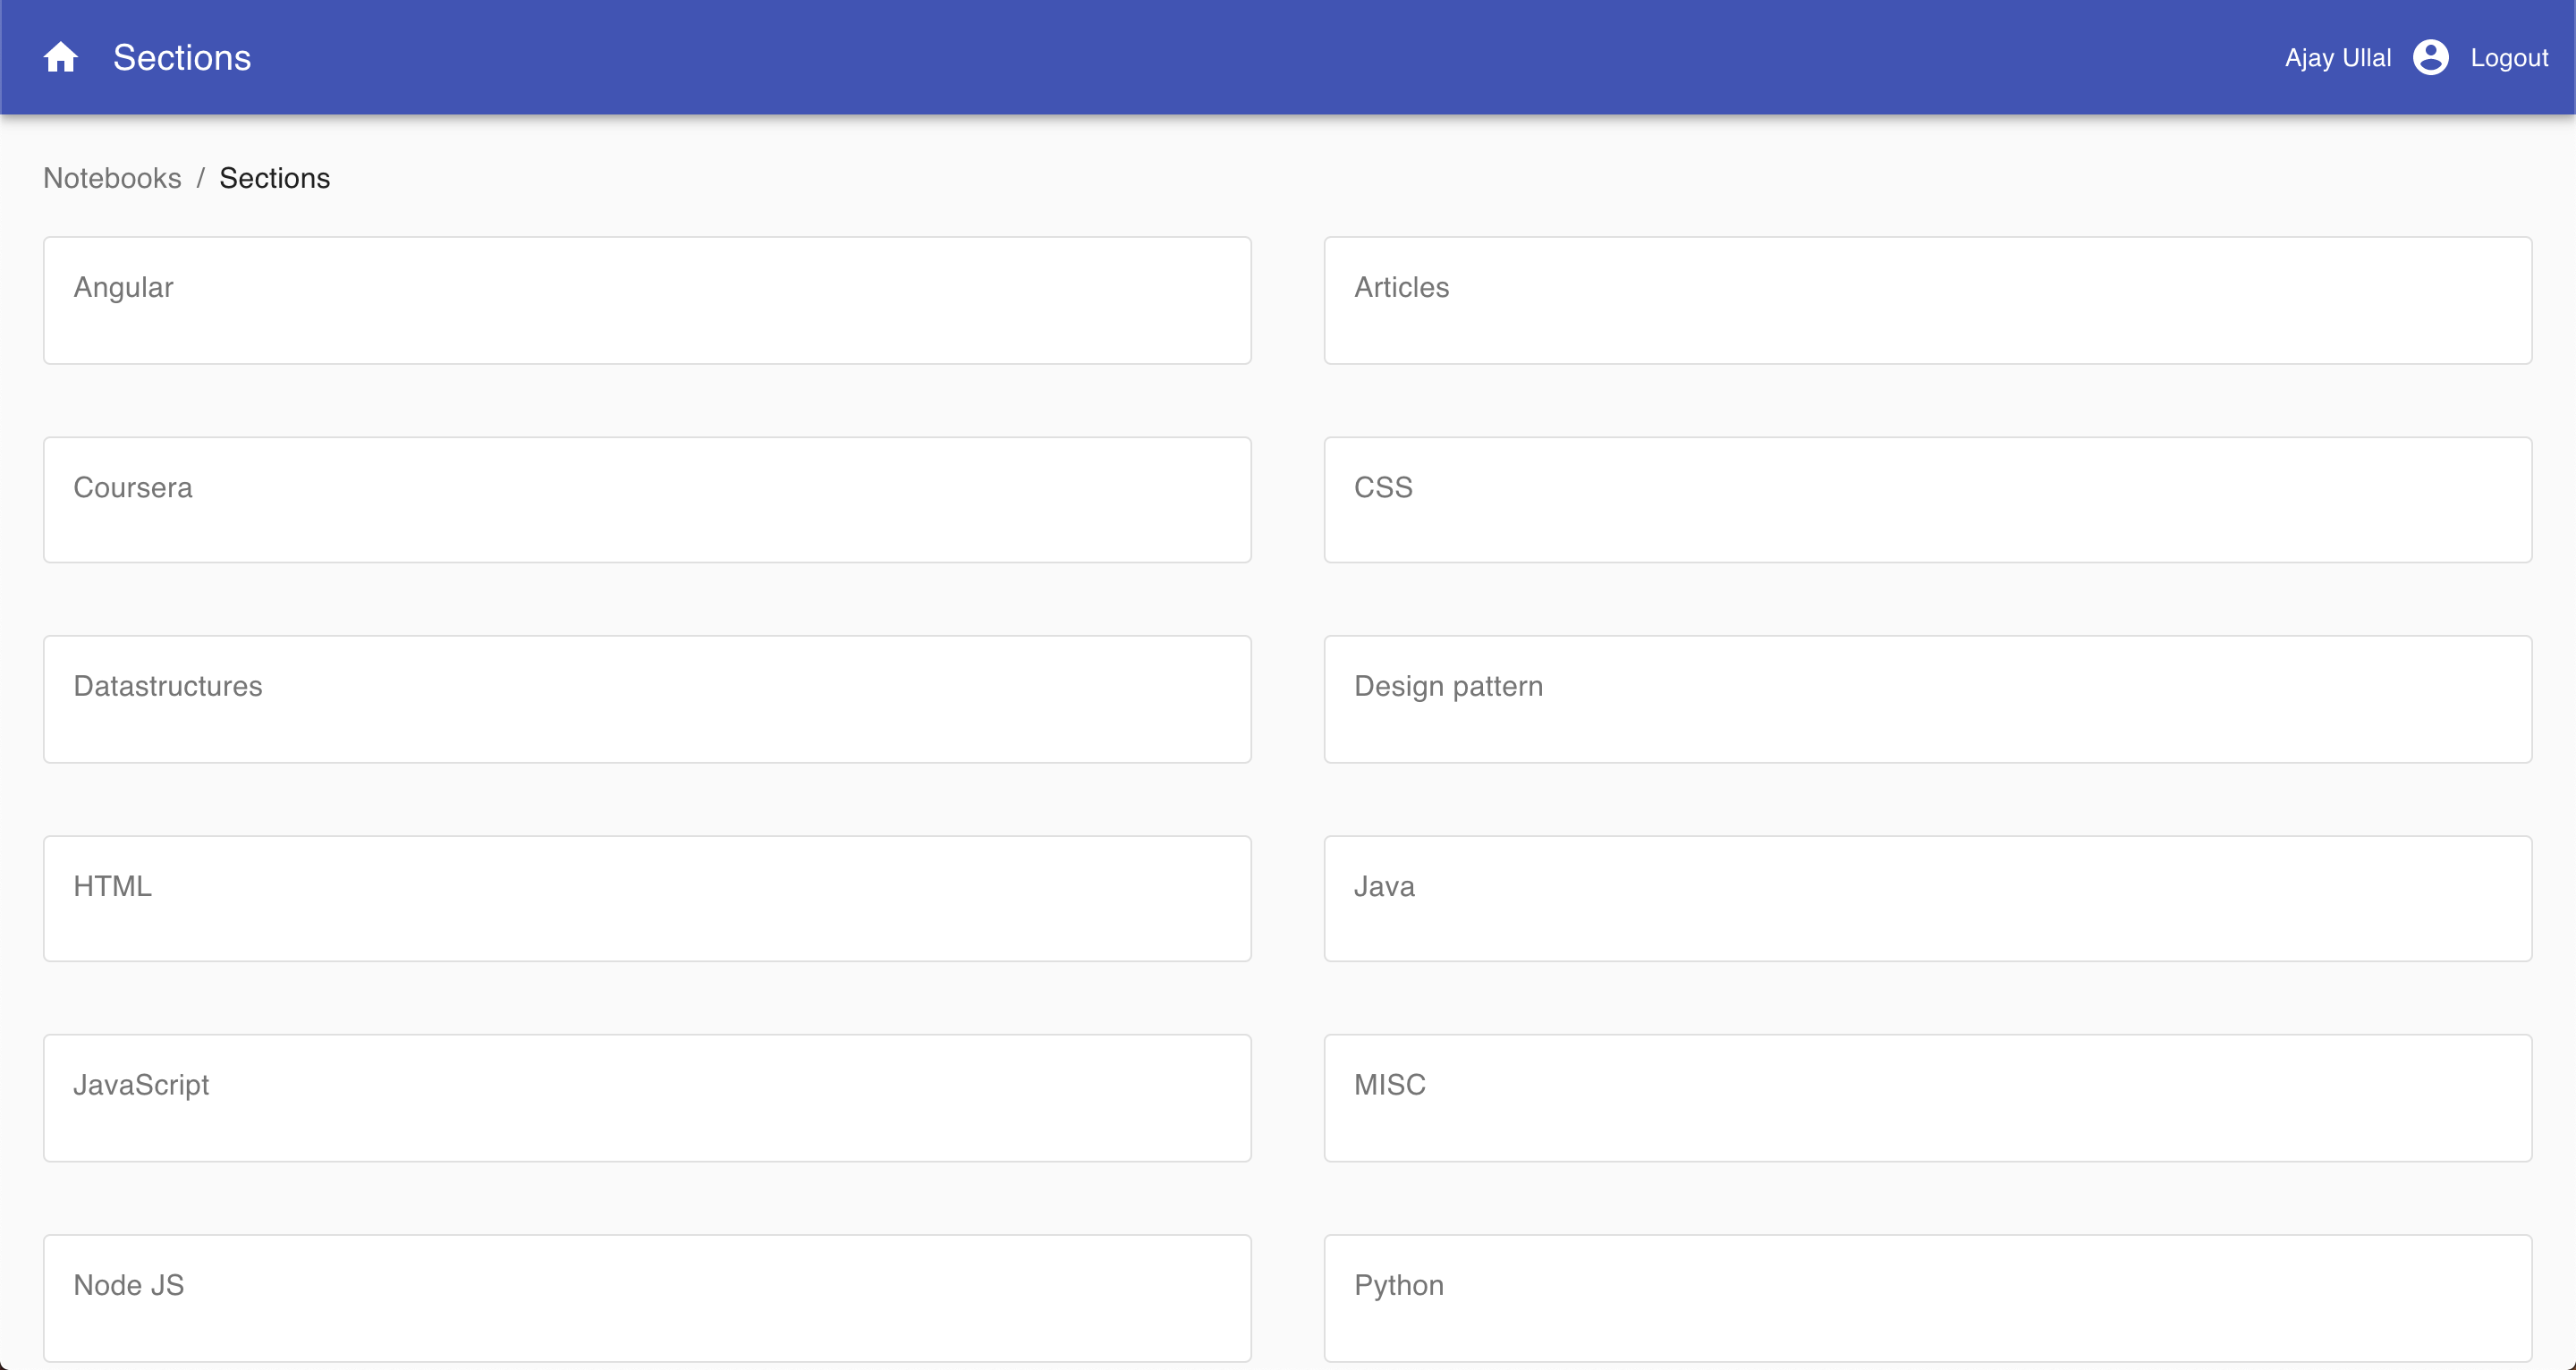 Sections
Ajay Ullal Logout
Notebooks / Sections
Angular
Articles
Coursera
CSS
Datastructures
Design pattern
HTML
Java
JavaScript
MISC
Node JS
Python